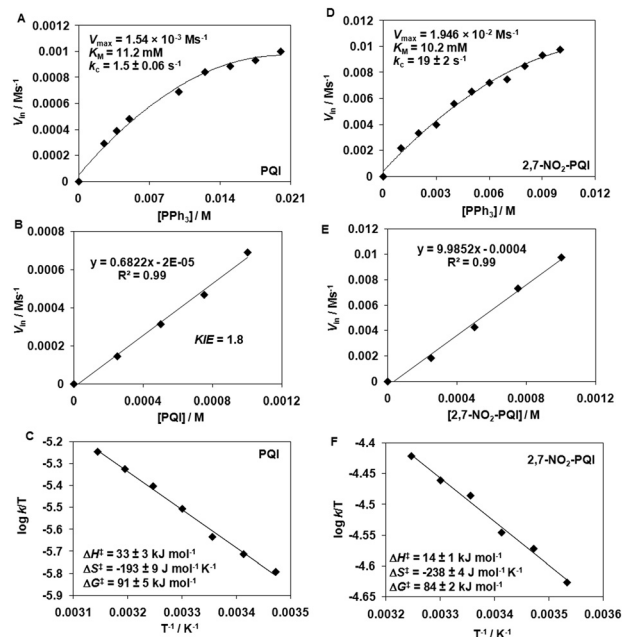 A
V_max = 1.54 × 10⁻³ Ms⁻¹
K_M = 11.2 mM
k_c = 1.5 ± 0.06 s⁻¹
0.0012
0.001
0.0008
0.0006
0.0004
0.0002
0
V_in / Ms⁻¹
PQI
0
0.007
0.014
0.021
[PPh₃] / M
D
V_max = 1.946 × 10⁻² Ms⁻¹
K_M = 10.2 mM
k_c = 19 ± 2 s⁻¹
0.014
0.012
0.01
0.008
0.006
0.004
0.002
0
V_in / Ms⁻¹
2,7-NO₂-PQI
0
0.003
0.006
0.009
0.012
[PPh₃] / M
B
0.0008
0.0006
0.0004
0.0002
0
V_in / Ms⁻¹
y = 0.6822x - 2E-05
R² = 0.99
KIE = 1.8
0
0.0004
0.0008
0.0012
[PQI] / M
E
0.012
0.01
0.008
0.006
0.004
0.002
0
V_in / Ms⁻¹
y = 9.9852x - 0.0004
R² = 0.99
0
0.0004
0.0008
0.0012
[2,7-NO₂-PQI] / M
C
-5.2
-5.3
-5.4
-5.5
-5.6
-5.7
-5.8
-5.9
log k/T
PQI
ΔH‡ = 33 ± 3 kJ mol⁻¹
ΔS‡ = -193 ± 9 J mol⁻¹ K⁻¹
ΔG‡ = 91 ± 5 kJ mol⁻¹
0.0031
0.0032
0.0033
0.0034
0.0035
T⁻¹ / K⁻¹
F
-4.4
-4.45
-4.5
-4.55
-4.6
-4.65
log k/T
2,7-NO₂-PQI
ΔH‡ = 14 ± 1 kJ mol⁻¹
ΔS‡ = -238 ± 4 J mol⁻¹ K⁻¹
ΔG‡ = 84 ± 2 kJ mol⁻¹
0.0032
0.0033
0.0034
0.0035
0.0036
T⁻¹ / K⁻¹